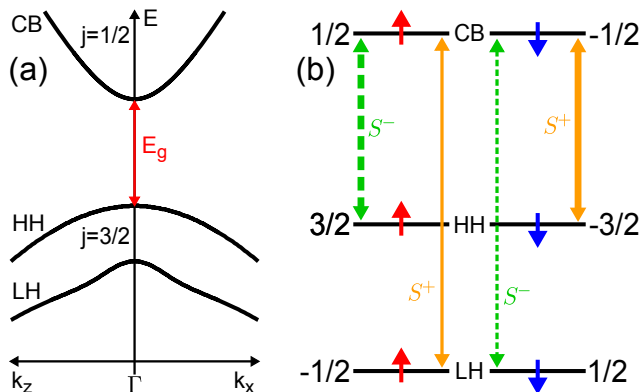 CB
j=1/2
E
(a)
E_g
HH
j=3/2
LH
k_z
Γ
k_x
1/2
CB
-1/2
(b)
S^-
S^+
3/2
HH
-3/2
S^+
S^-
-1/2
LH
1/2